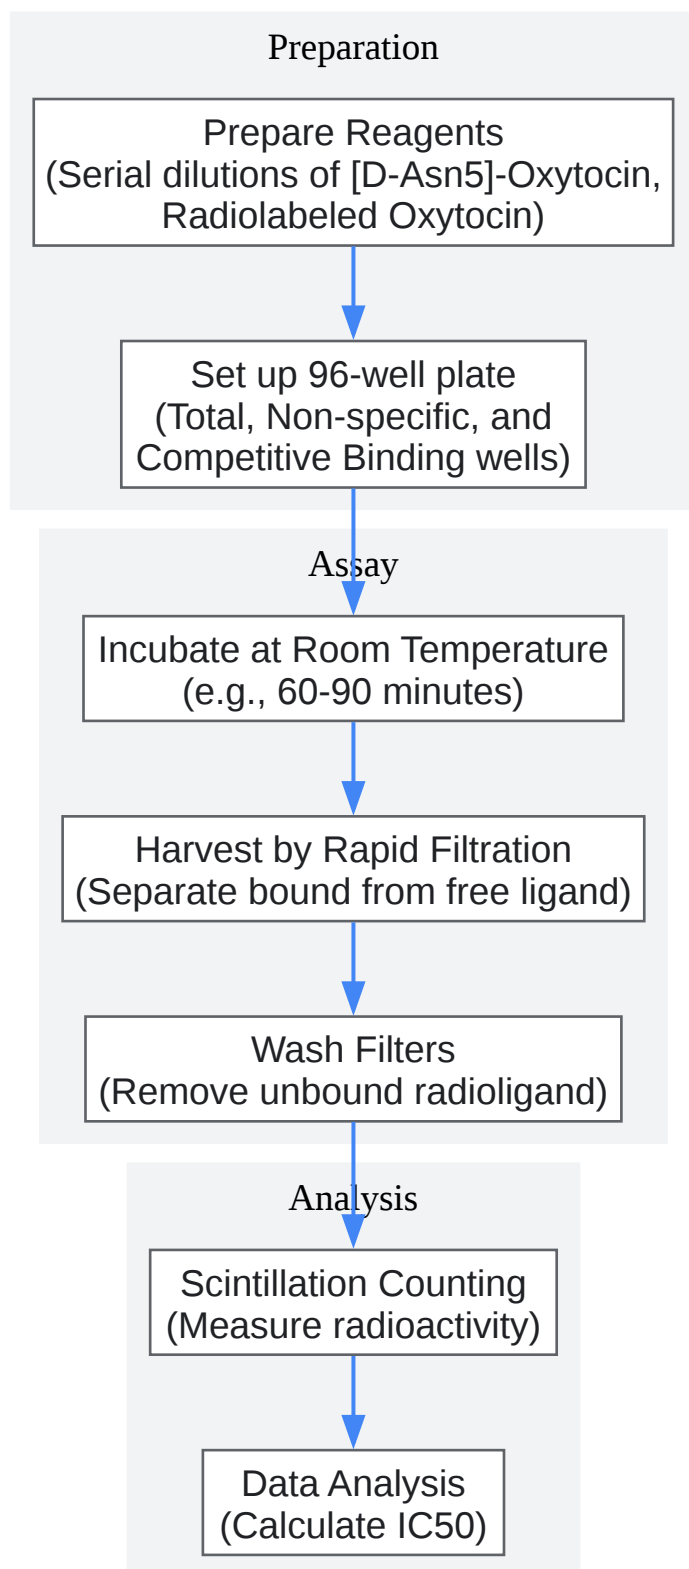 Preparation
Prepare Reagents
(Serial dilutions of [D-Asn5]-Oxytocin,
Radiolabeled Oxytocin)
Set up 96-well plate
(Total, Non-specific, and
Competitive Binding wells)
Assay
Incubate at Room Temperature
(e.g., 60-90 minutes)
Harvest by Rapid Filtration
(Separate bound from free ligand)
Wash Filters
(Remove unbound radioligand)
Analysis
Scintillation Counting
(Measure radioactivity)
Data Analysis
(Calculate IC50)